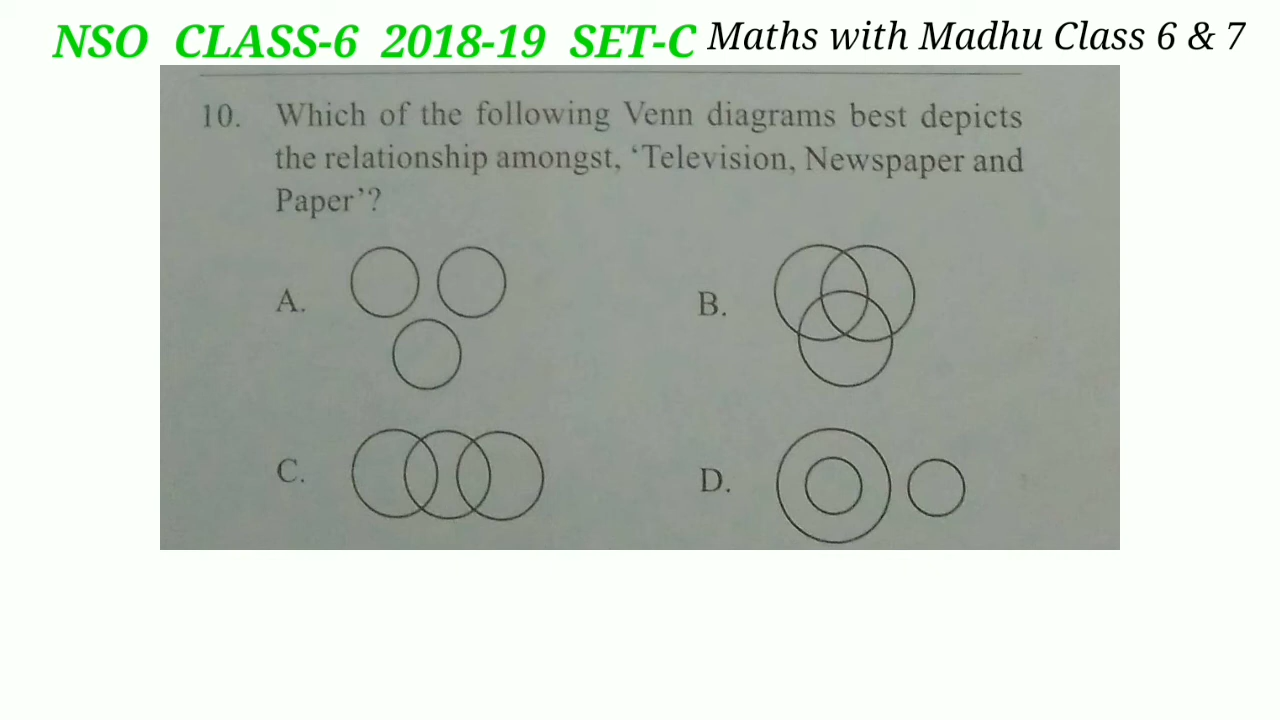 NSO CLASS-6 2018-19 SET-C Maths with Madhu Class 6 & 7
10. Which of the following Venn diagrams best depicts
the relationship amongst, ‘Television, Newspaper and
Paper’?
A. B.
C. D.